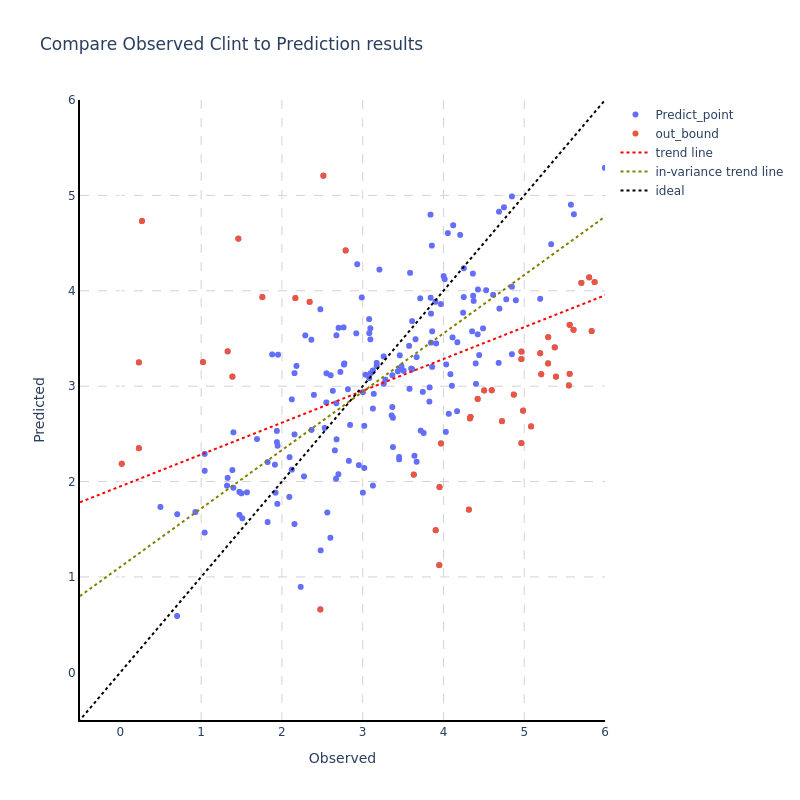 Compare Observed Clint to Prediction results
Predict_point
out_bound
trend line
in-variance trend line
ideal
6
5
4
3
2
1
0
Predicted
0 1 2 3 4 5 6
Observed